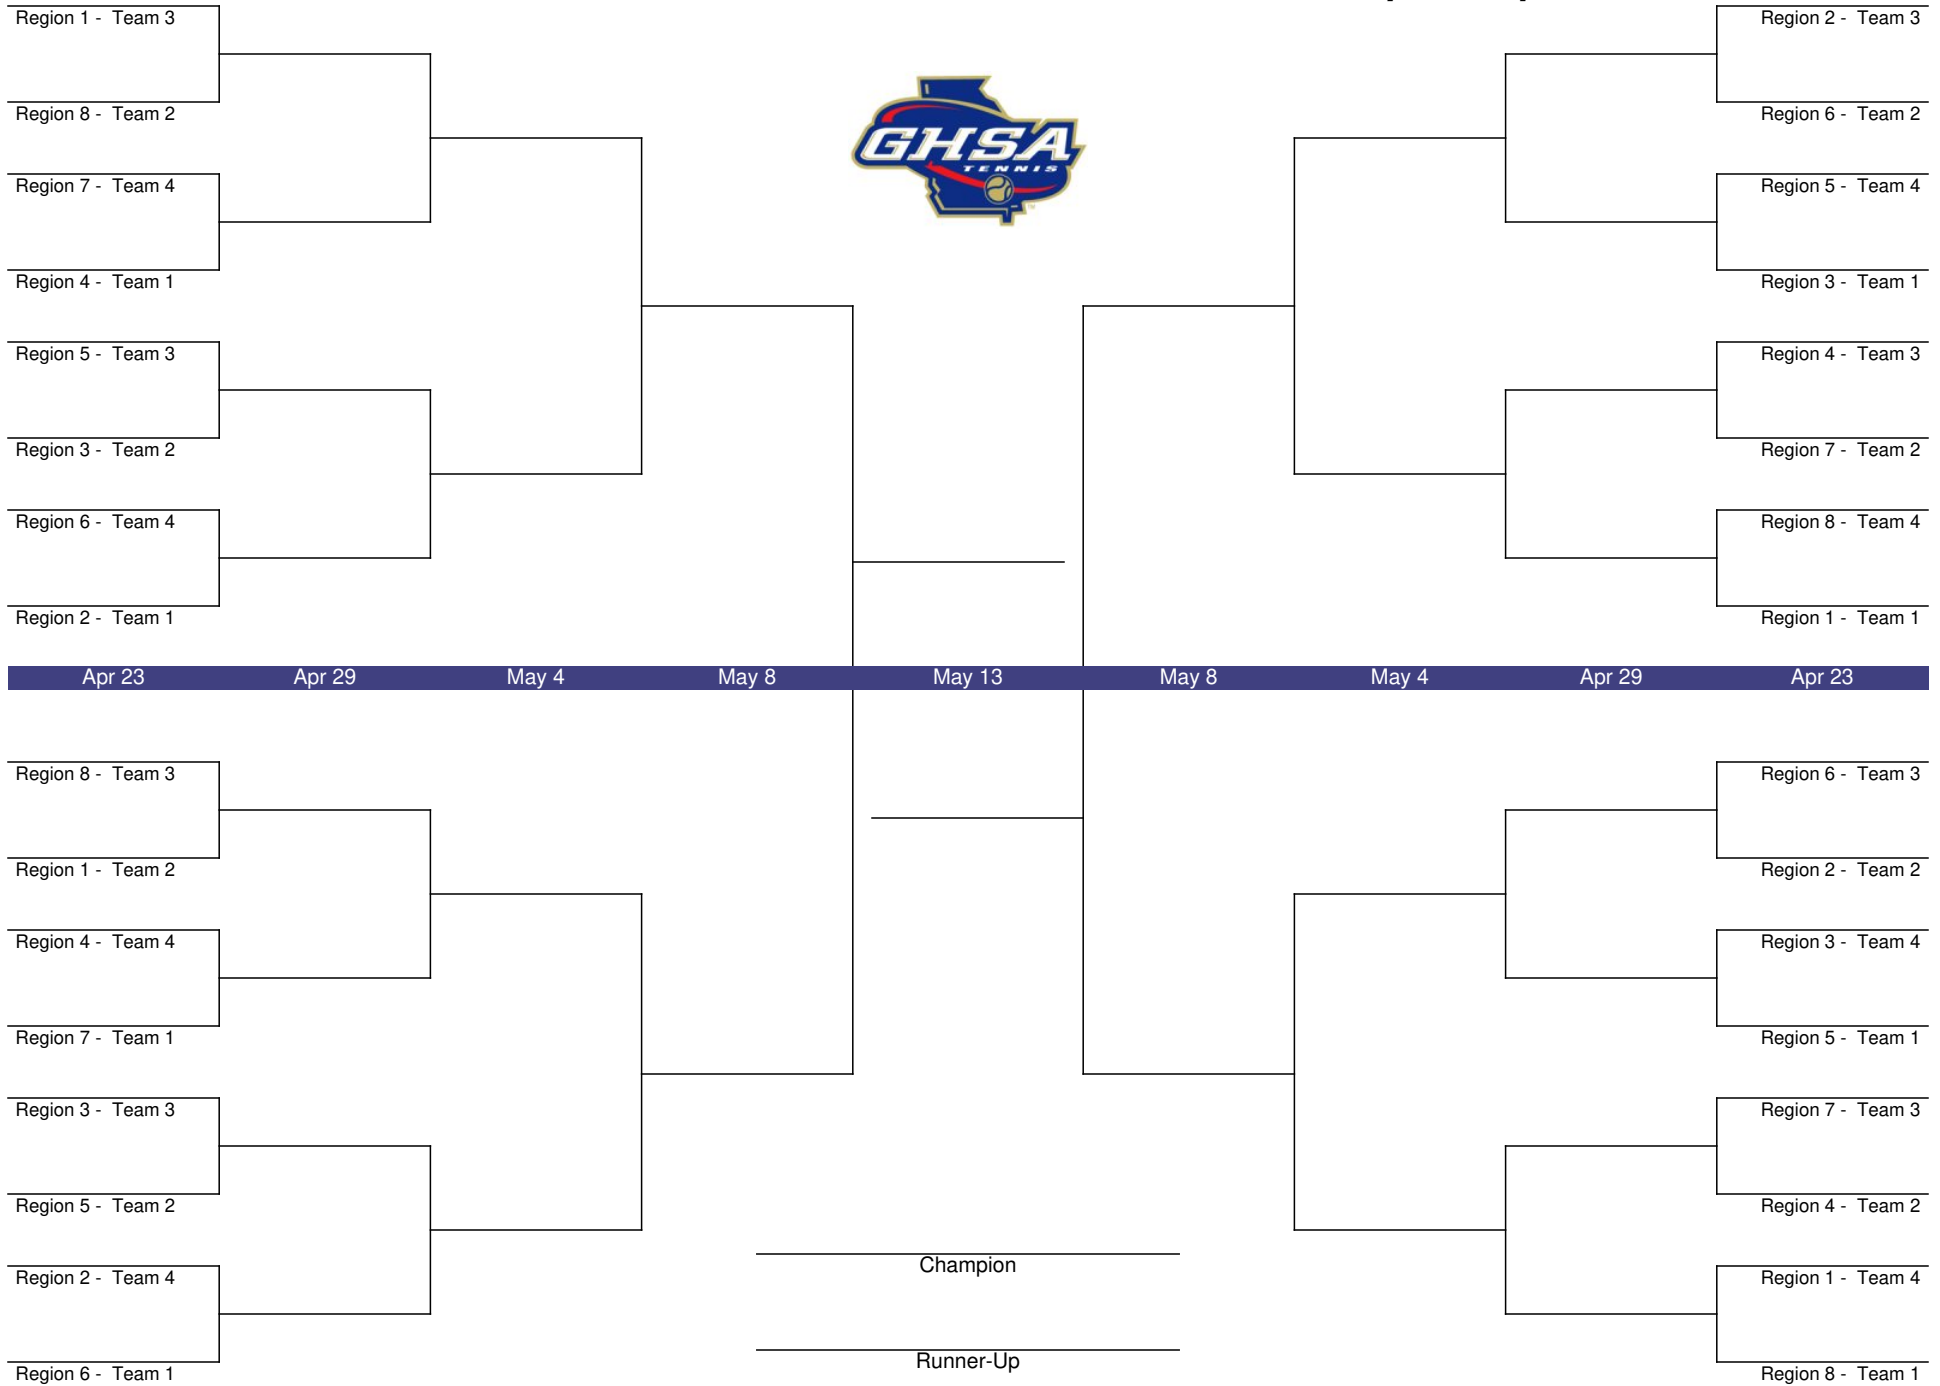 Region 1 - Team 3
Region 8 - Team 2
Region 7 - Team 4
Region 4 - Team 1
Region 5 - Team 3
Region 3 - Team 2
Region 6 - Team 4
Region 2 - Team 1
GHSA
TENNIS
Region 2 - Team 3
Region 6 - Team 2
Region 5 - Team 4
Region 3 - Team 1
Region 4 - Team 3
Region 7 - Team 2
Region 8 - Team 4
Region 1 - Team 1
Apr 23 Apr 29 May 4 May 8 May 13 May 8 May 4 Apr 29 Apr 23
Region 8 - Team 3
Region 1 - Team 2
Region 4 - Team 4
Region 7 - Team 1
Region 3 - Team 3
Region 5 - Team 2
Region 2 - Team 4
Region 6 - Team 1
Champion
Runner-Up
Region 6 - Team 3
Region 2 - Team 2
Region 3 - Team 4
Region 5 - Team 1
Region 7 - Team 3
Region 4 - Team 2
Region 1 - Team 4
Region 8 - Team 1